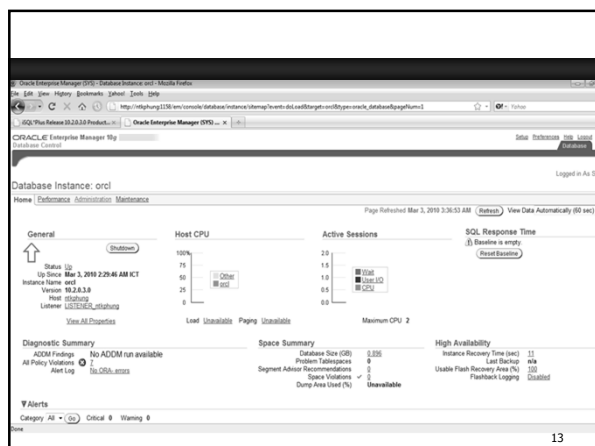 Oracle Enterprise Manager (SYS) - Database Instance: orcl - Mozilla Firefox
File Edit View History Bookmarks Yahoo! Tools Help
http://ntkphung:1158/em/console/database/instance/sitemap?event=doLoad&target=orcl&type=oracle_database&pageNum=1
Yahoo
iSQL*Plus Release 10.2.0.3.0 Product...
Oracle Enterprise Manager (SYS) ...
ORACLE Enterprise Manager 10g
Database Control
Setup Preferences Help Logout
Database
Logged in As S
Database Instance: orcl
Home Performance Administration Maintenance
Page Refreshed Mar 3, 2010 3:36:53 AM Refresh View Data Automatically (60 sec)
General
Shutdown
Status Up
Up Since Mar 3, 2010 2:29:46 AM ICT
Instance Name orcl
Version 10.2.0.3.0
Host ntkphung
Listener LISTENER_ntkphung
View All Properties
Host CPU
100%
75
50
25
0
Other
orcl
Load Unavailable Paging Unavailable
Active Sessions
2.0
1.5
1.0
0.5
0.0
Wait
User I/O
CPU
Maximum CPU 2
SQL Response Time
Baseline is empty.
Reset Baseline
Diagnostic Summary
ADDM Findings No ADDM run available
All Policy Violations 7
Alert Log No ORA- errors
Space Summary
Database Size (GB) 0.896
Problem Tablespaces 0
Segment Advisor Recommendations 0
Space Violations 0
Dump Area Used (%) Unavailable
High Availability
Instance Recovery Time (sec) 11
Last Backup n/a
Usable Flash Recovery Area (%) 100
Flashback Logging Disabled
Alerts
Category All Go Critical 0 Warning 0
Done
13